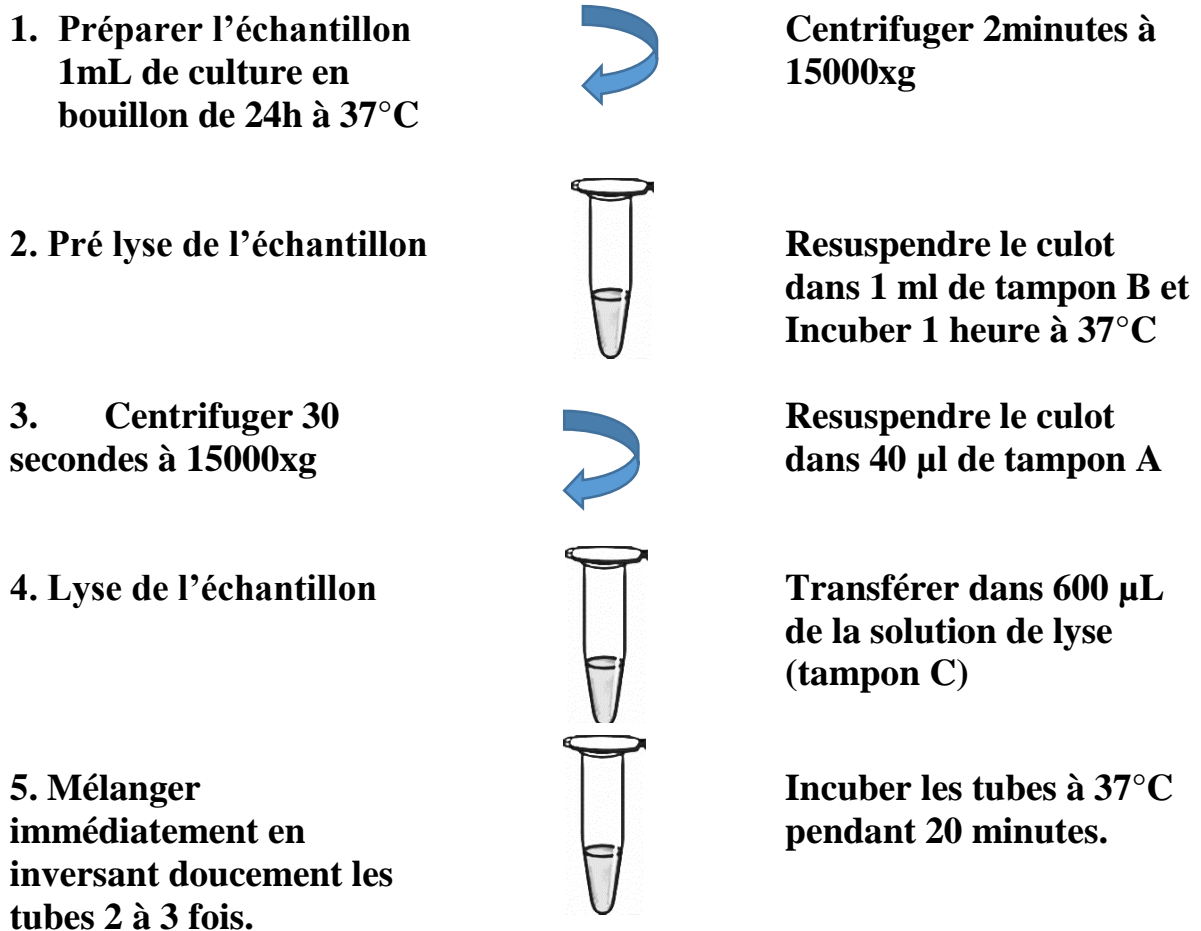 1. Préparer l’échantillon
1mL de culture en
bouillon de 24h à 37°C
Centrifuger 2minutes à
15000xg
2. Pré lyse de l’échantillon
Resuspendre le culot
dans 1 ml de tampon B et
Incuber 1 heure à 37°C
3. Centrifuger 30
secondes à 15000xg
Resuspendre le culot
dans 40 µl de tampon A
4. Lyse de l’échantillon
Transférer dans 600 µL
de la solution de lyse
(tampon C)
5. Mélanger
immédiatement en
inversant doucement les
tubes 2 à 3 fois.
Incuber les tubes à 37°C
pendant 20 minutes.